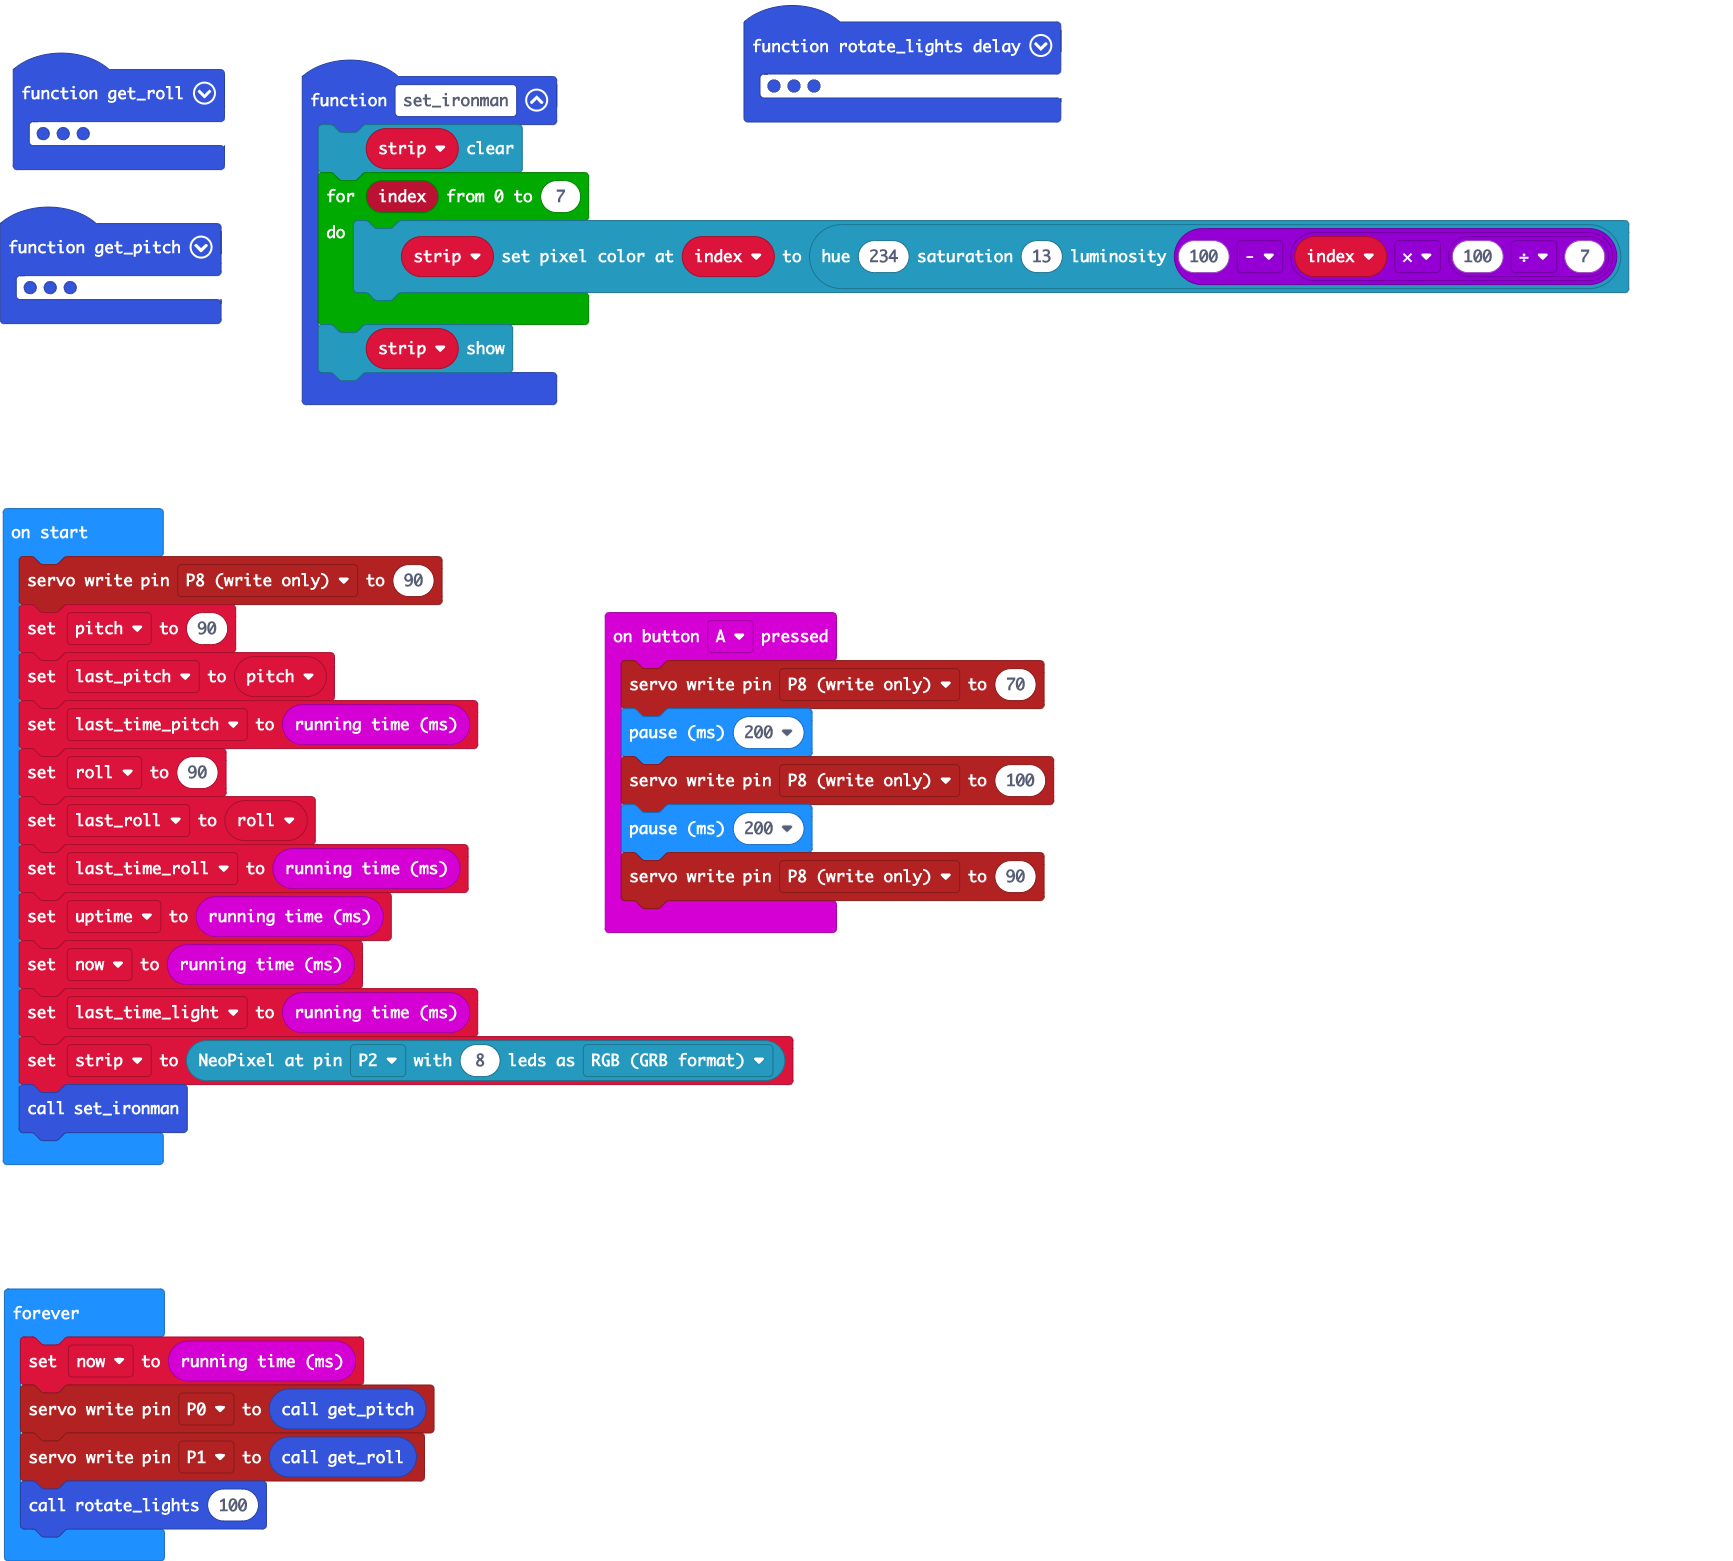 function get_roll
function get_pitch
function set_ironman
strip clear
for index from 0 to 7
do
strip set pixel color at index to hue 234 saturation 13 luminosity 100 - index × 100 ÷ 7
strip show
function rotate_lights delay
on start
servo write pin P8 (write only) to 90
set pitch to 90
set last_pitch to pitch
set last_time_pitch to running time (ms)
set roll to 90
set last_roll to roll
set last_time_roll to running time (ms)
set uptime to running time (ms)
set now to running time (ms)
set last_time_light to running time (ms)
set strip to NeoPixel at pin P2 with 8 leds as RGB (GRB format)
call set_ironman
on button A pressed
servo write pin P8 (write only) to 70
pause (ms) 200
servo write pin P8 (write only) to 100
pause (ms) 200
servo write pin P8 (write only) to 90
forever
set now to running time (ms)
servo write pin P0 to call get_pitch
servo write pin P1 to call get_roll
call rotate_lights 100